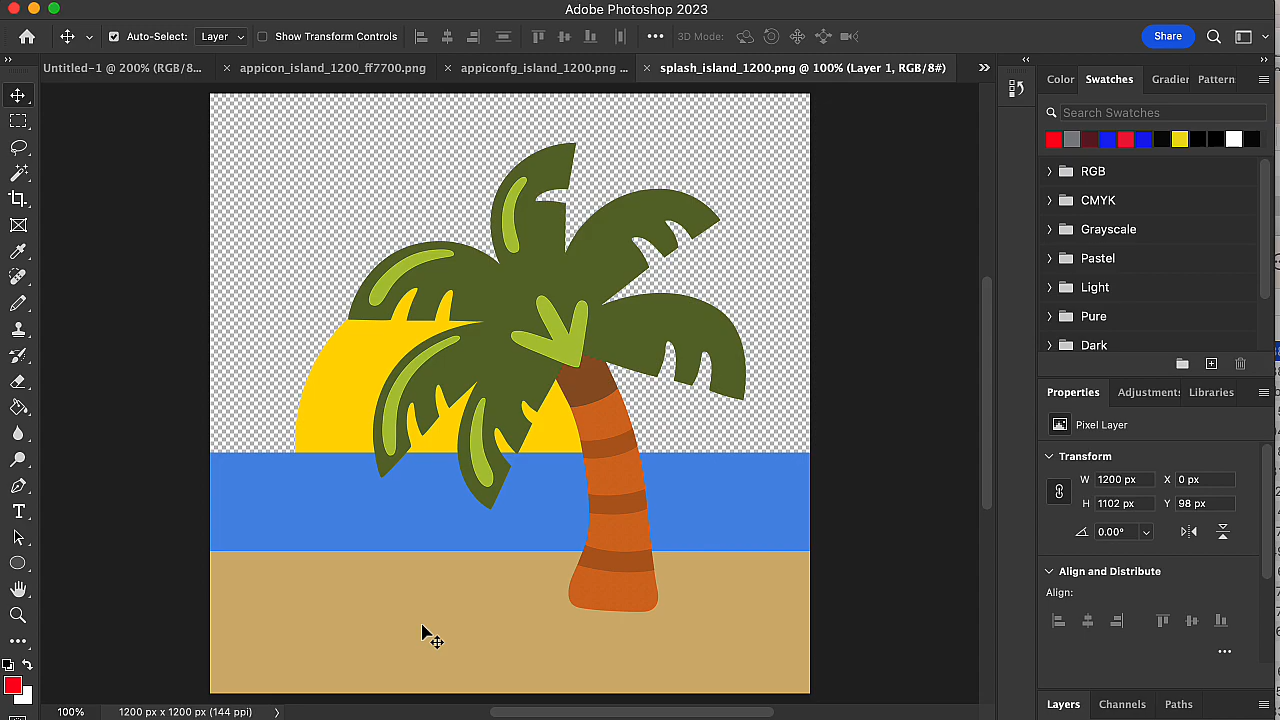 Adobe Photoshop 2023
Auto-Select: Layer Show Transform Controls 3D Mode: Share
Untitled-1 @ 200% (RGB/8... appicon_island_1200_ff7700.png appiconfg_island_1200.png ... splash_island_1200.png @ 100% (Layer 1, RGB/8#)
Color Swatches Gradier Pattern
Search Swatches
RGB
CMYK
Grayscale
Pastel
Light
Pure
Dark
Properties Adjustment Libraries
Pixel Layer
Transform
W 1200 px X 0 px
H 1102 px Y 98 px
0.00°
Align and Distribute
Align:
Layers Channels Paths
100% 1200 px x 1200 px (144 ppi)